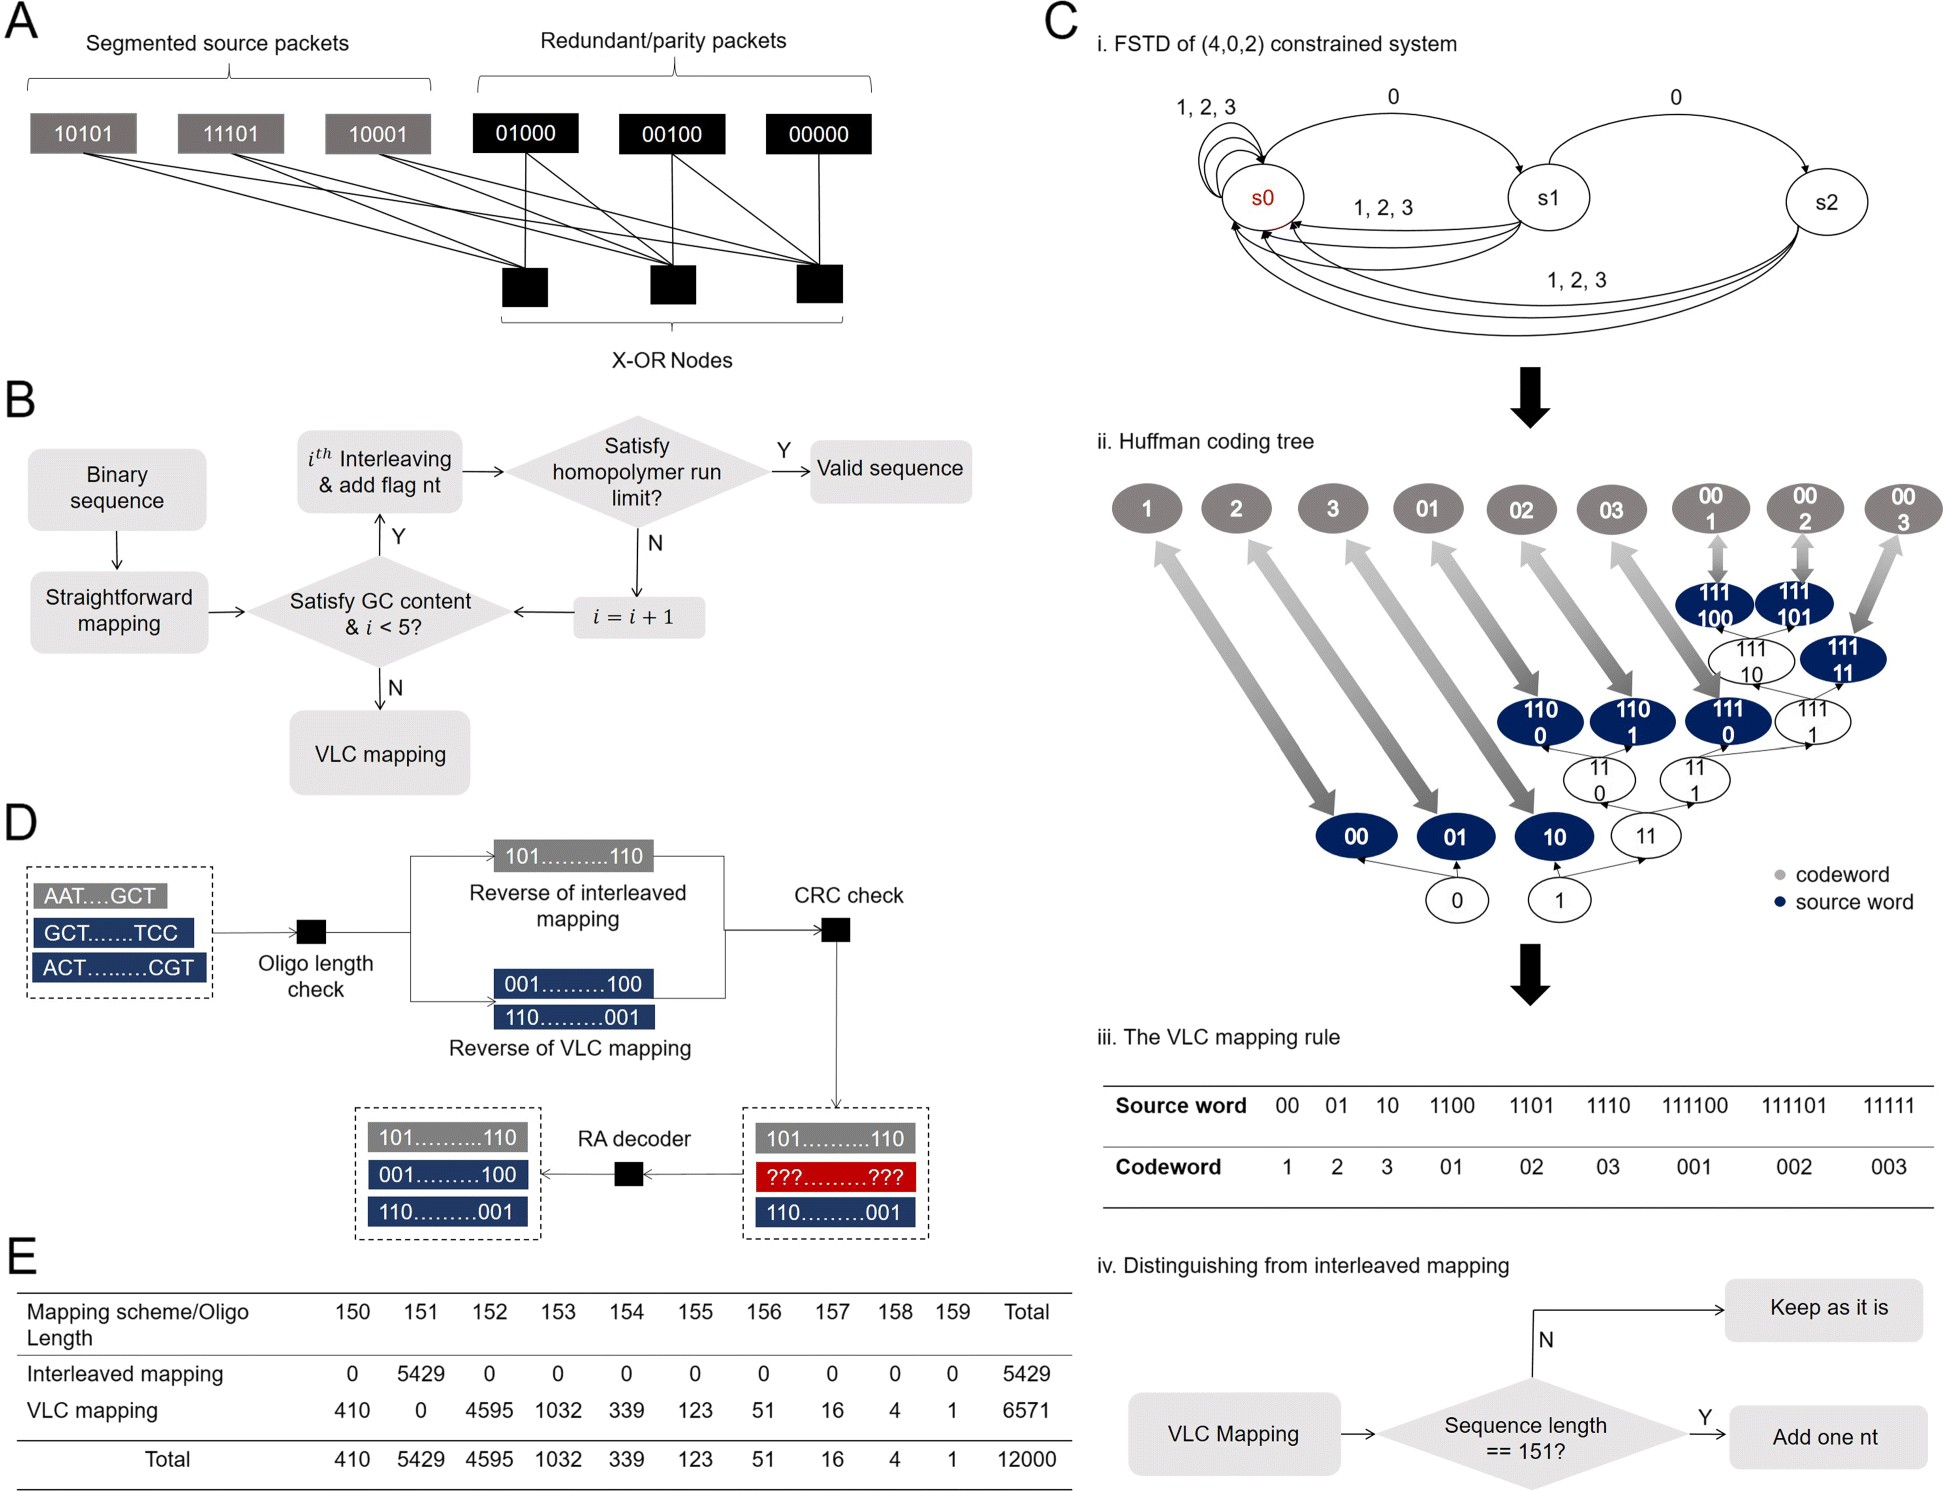 A
Segmented source packets
Redundant/parity packets
10101 11101 10001 01000 00100 00000
X-OR Nodes
B
Binary
sequence
Straightforward
mapping
Satisfy GC content
& i < 5?
Y
N
i^th Interleaving
& add flag nt
Satisfy
homopolymer run
limit?
Y
N
Valid sequence
i = i + 1
VLC mapping
C
i. FSTD of (4,0,2) constrained system
1, 2, 3
0
0
s0
s1
s2
1, 2, 3
1, 2, 3
ii. Huffman coding tree
1 2 3 01 02 03
00
1
00
2
00
3
111
100
111
101
111
10
111
11
110
0
110
1
111
0
111
1
11
0
11
1
00 01 10 11
0 1
codeword
source word
iii. The VLC mapping rule
Source word 00 01 10 1100 1101 1110 111100 111101 11111
Codeword 1 2 3 01 02 03 001 002 003
iv. Distinguishing from interleaved mapping
VLC Mapping
Sequence length
== 151?
N
Y
Keep as it is
Add one nt
D
AAT....GCT
GCT.......TCC
ACT..........CGT
Oligo length
check
101..........110
Reverse of interleaved
mapping
001.........100
110.........001
Reverse of VLC mapping
CRC check
101..........110
???.........???
110.........001
RA decoder
101..........110
001.........100
110.........001
E
Mapping scheme/Oligo
Length
150 151 152 153 154 155 156 157 158 159 Total
Interleaved mapping 0 5429 0 0 0 0 0 0 0 0 5429
VLC mapping 410 0 4595 1032 339 123 51 16 4 1 6571
Total 410 5429 4595 1032 339 123 51 16 4 1 12000